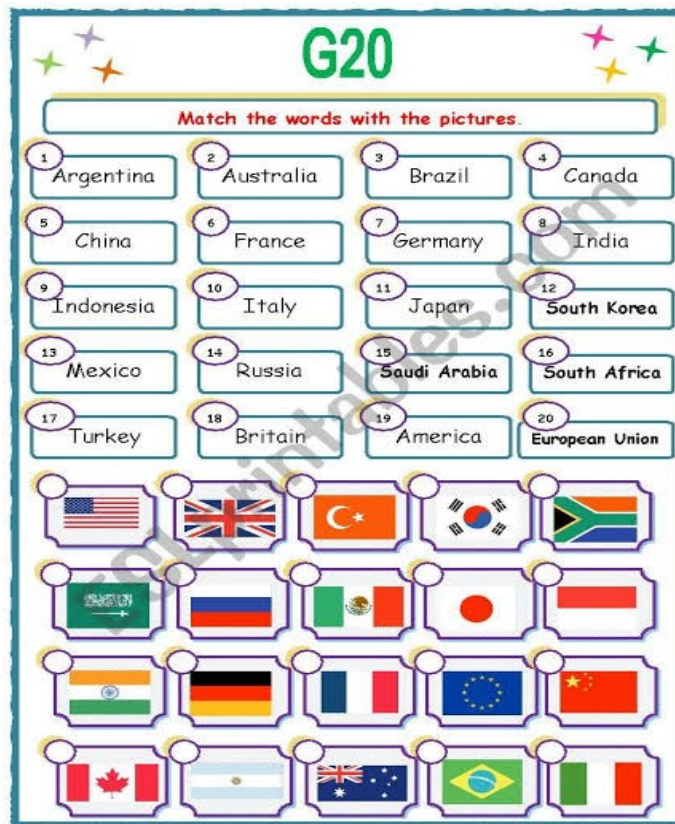 G20
Match the words with the pictures.
1 2 3 4
Argentina Australia Brazil Canada
5 6 7 8
China France Germany India
9 10 11 12
Indonesia Italy Japan South Korea
13 14 15 16
Mexico Russia Saudi Arabia South Africa
17 18 19 20
Turkey Britain America European Union
ESLprintables.com